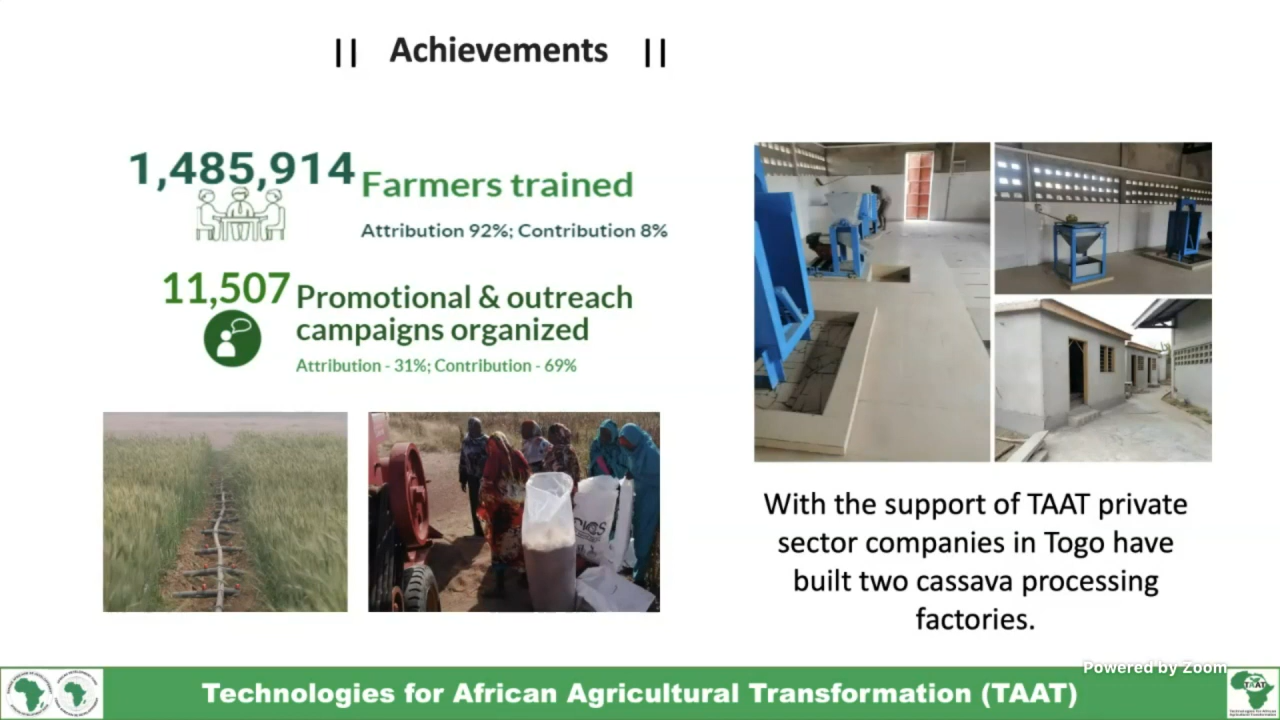 || Achievements ||
1,485,914
Farmers trained
Attribution 92%; Contribution 8%
11,507
Promotional & outreach
campaigns organized
Attribution - 31%; Contribution - 69%
With the support of TAAT private
sector companies in Togo have
built two cassava processing
factories.
Powered by Zoom
Technologies for African Agricultural Transformation (TAAT)
TAAT